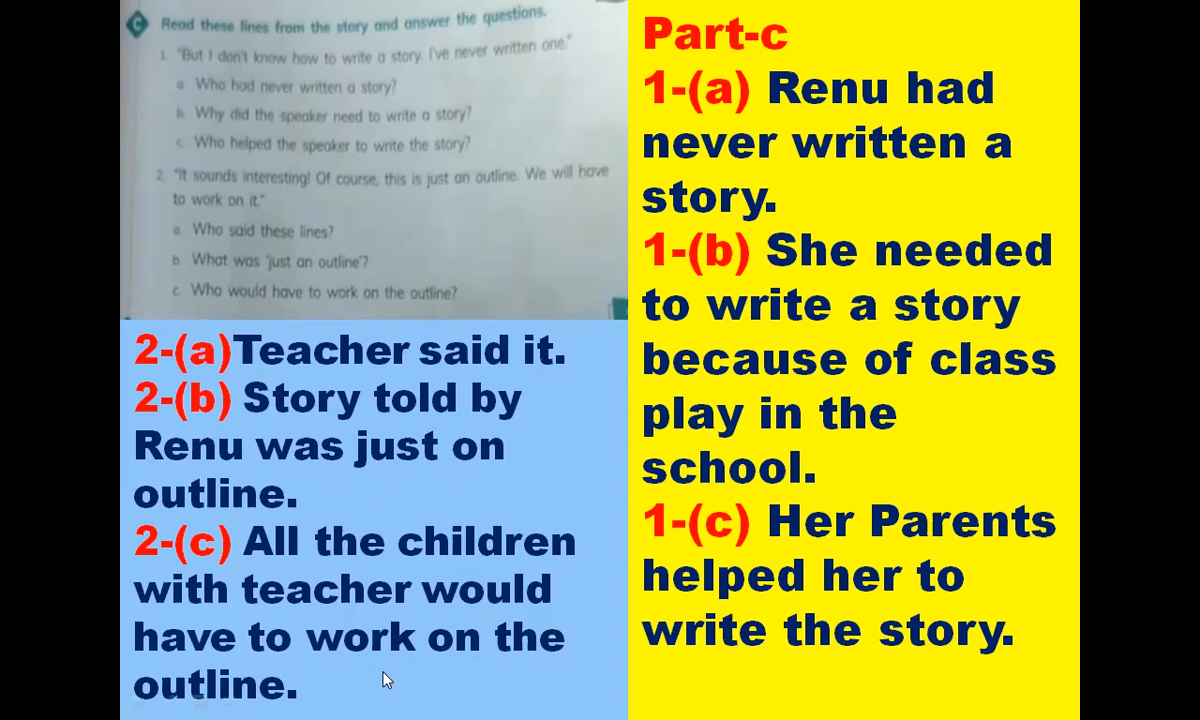 C Read these lines from the story and answer the questions.
1. "But I don't know how to write a story. I've never written one."
a. Who had never written a story?
b. Why did the speaker need to write a story?
c. Who helped the speaker to write the story?
2. "It sounds interesting! Of course, this is just an outline. We will have
to work on it."
a. Who said these lines?
b. What was 'just an outline'?
c. Who would have to work on the outline?
2-(a)Teacher said it.
2-(b) Story told by
Renu was just on
outline.
2-(c) All the children
with teacher would
have to work on the
outline.
Part-c
1-(a) Renu had
never written a
story.
1-(b) She needed
to write a story
because of class
play in the
school.
1-(c) Her Parents
helped her to
write the story.